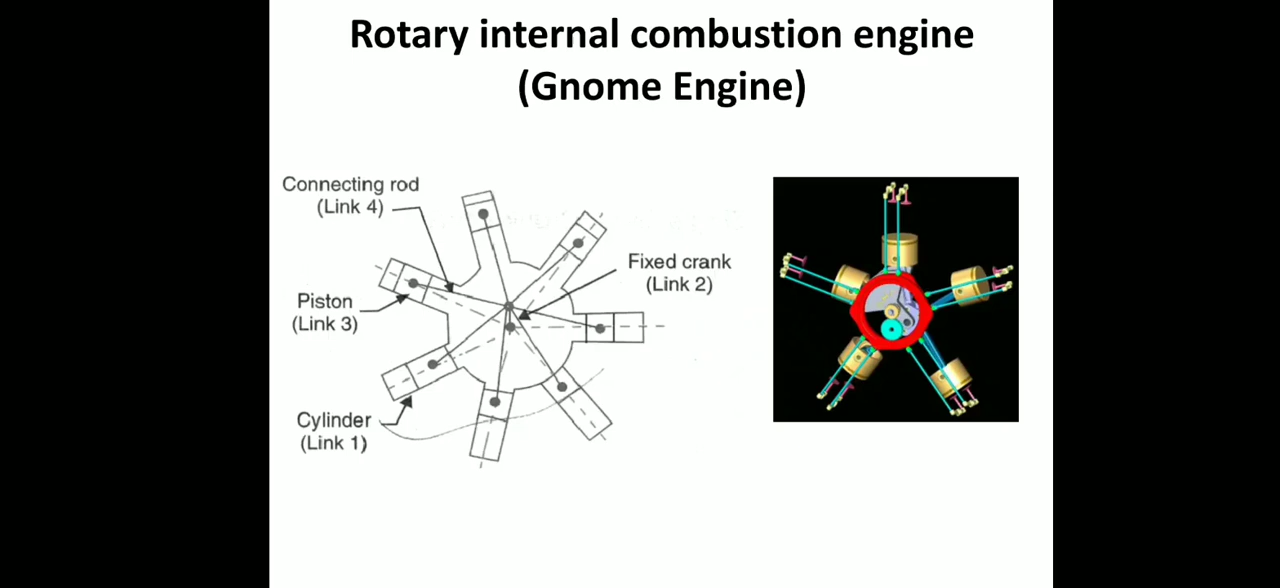 Rotary internal combustion engine
(Gnome Engine)
Connecting rod
(Link 4)
Fixed crank
(Link 2)
Piston
(Link 3)
Cylinder
(Link 1)